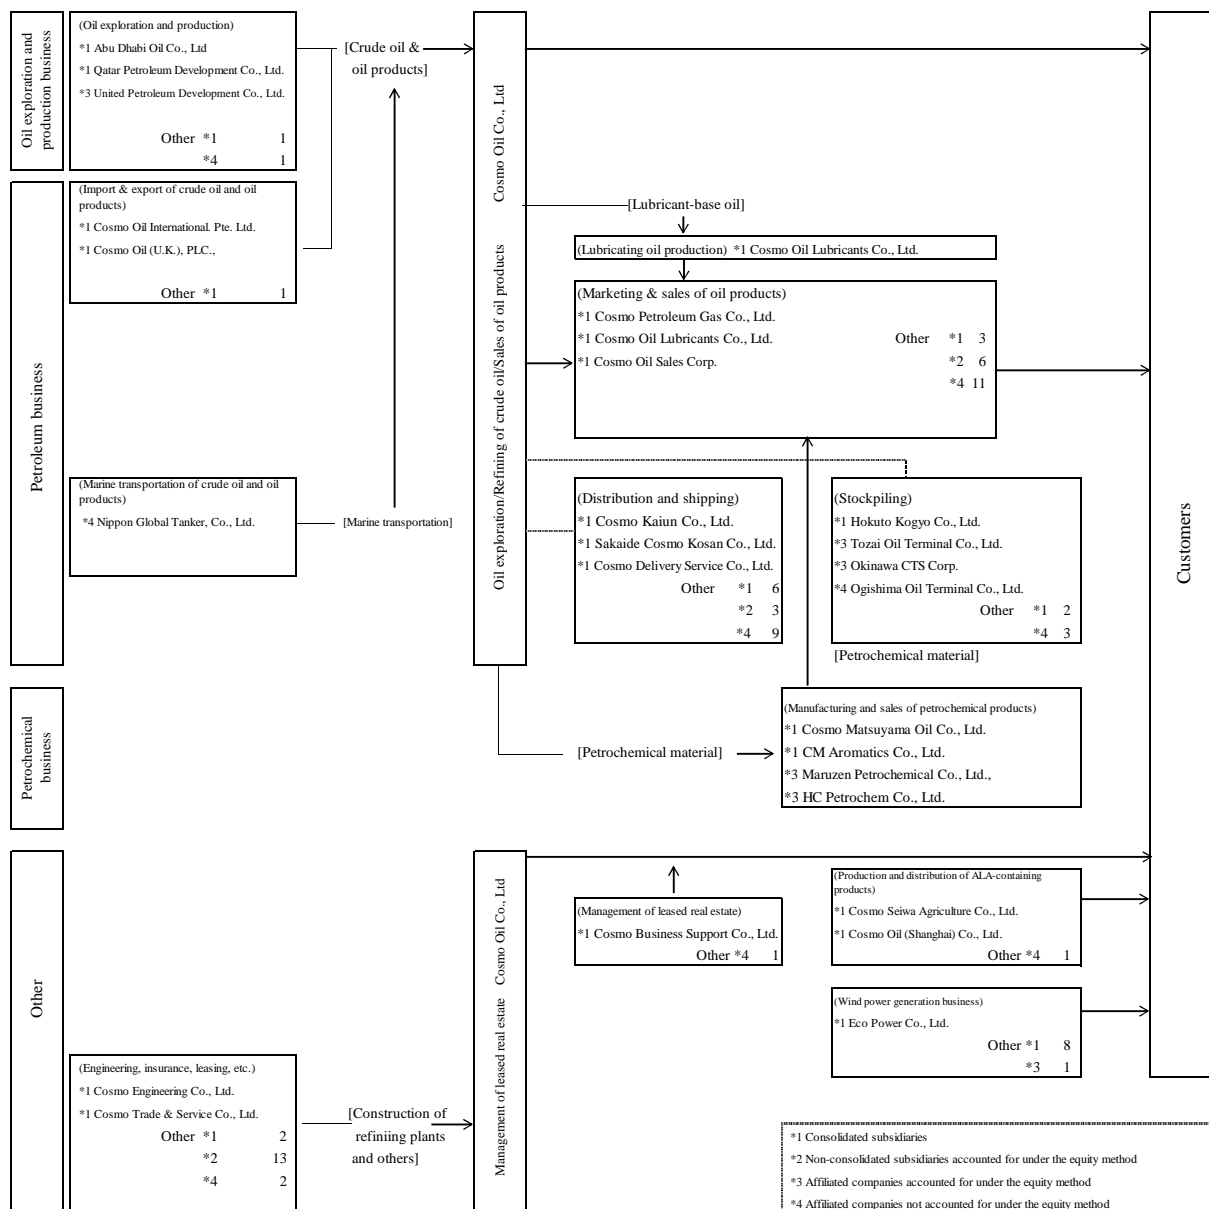 Oil exploration and
production business
(Oil exploration and production)
*1 Abu Dhabi Oil Co., Ltd
*1 Qatar Petroleum Development Co., Ltd.
*3 United Petroleum Development Co., Ltd.
Other *1 1
*4 1
[Crude oil &
oil products]
Petroleum business
(Import & export of crude oil and oil
products)
*1 Cosmo Oil International. Pte. Ltd.
*1 Cosmo Oil (U.K.), PLC.,
Other *1 1
(Marine transportation of crude oil and oil
products)
*4 Nippon Global Tanker, Co., Ltd.
[Marine transportation]
Oil exploration/Refining of crude oil/Sales of oil products Cosmo Oil Co., Ltd
[Lubricant-base oil]
(Lubricating oil production) *1 Cosmo Oil Lubricants Co., Ltd.
(Marketing & sales of oil products)
*1 Cosmo Petroleum Gas Co., Ltd.
*1 Cosmo Oil Lubricants Co., Ltd. Other *1 3
*1 Cosmo Oil Sales Corp. *2 6
*4 11
(Distribution and shipping)
*1 Cosmo Kaiun Co., Ltd.
*1 Sakaide Cosmo Kosan Co., Ltd.
*1 Cosmo Delivery Service Co., Ltd.
Other *1 6
*2 3
*4 9
(Stockpiling)
*1 Hokuto Kogyo Co., Ltd.
*3 Tozai Oil Terminal Co., Ltd.
*3 Okinawa CTS Corp.
*4 Ogishima Oil Terminal Co., Ltd.
Other *1 2
*4 3
[Petrochemical material]
Customers
Petrochemical
business
[Petrochemical material]
(Manufacturing and sales of petrochemical products)
*1 Cosmo Matsuyama Oil Co., Ltd.
*1 CM Aromatics Co., Ltd.
*3 Maruzen Petrochemical Co., Ltd.,
*3 HC Petrochem Co., Ltd.
Other
(Engineering, insurance, leasing, etc.)
*1 Cosmo Engineering Co., Ltd.
*1 Cosmo Trade & Service Co., Ltd.
Other *1 2
*2 13
*4 2
[Construction of
refiining plants
and others]
Management of leased real estate Cosmo Oil Co., Ltd
(Management of leased real estate)
*1 Cosmo Business Support Co., Ltd.
Other *4 1
(Production and distribution of ALA-containing
products)
*1 Cosmo Seiwa Agriculture Co., Ltd.
*1 Cosmo Oil (Shanghai) Co., Ltd.
Other *4 1
(Wind power generation business)
*1 Eco Power Co., Ltd.
Other *1 8
*3 1
*1 Consolidated subsidiaries
*2 Non-consolidated subsidiaries accounted for under the equity method
*3 Affiliated companies accounted for under the equity method
*4 Affiliated companies not accounted for under the equity method